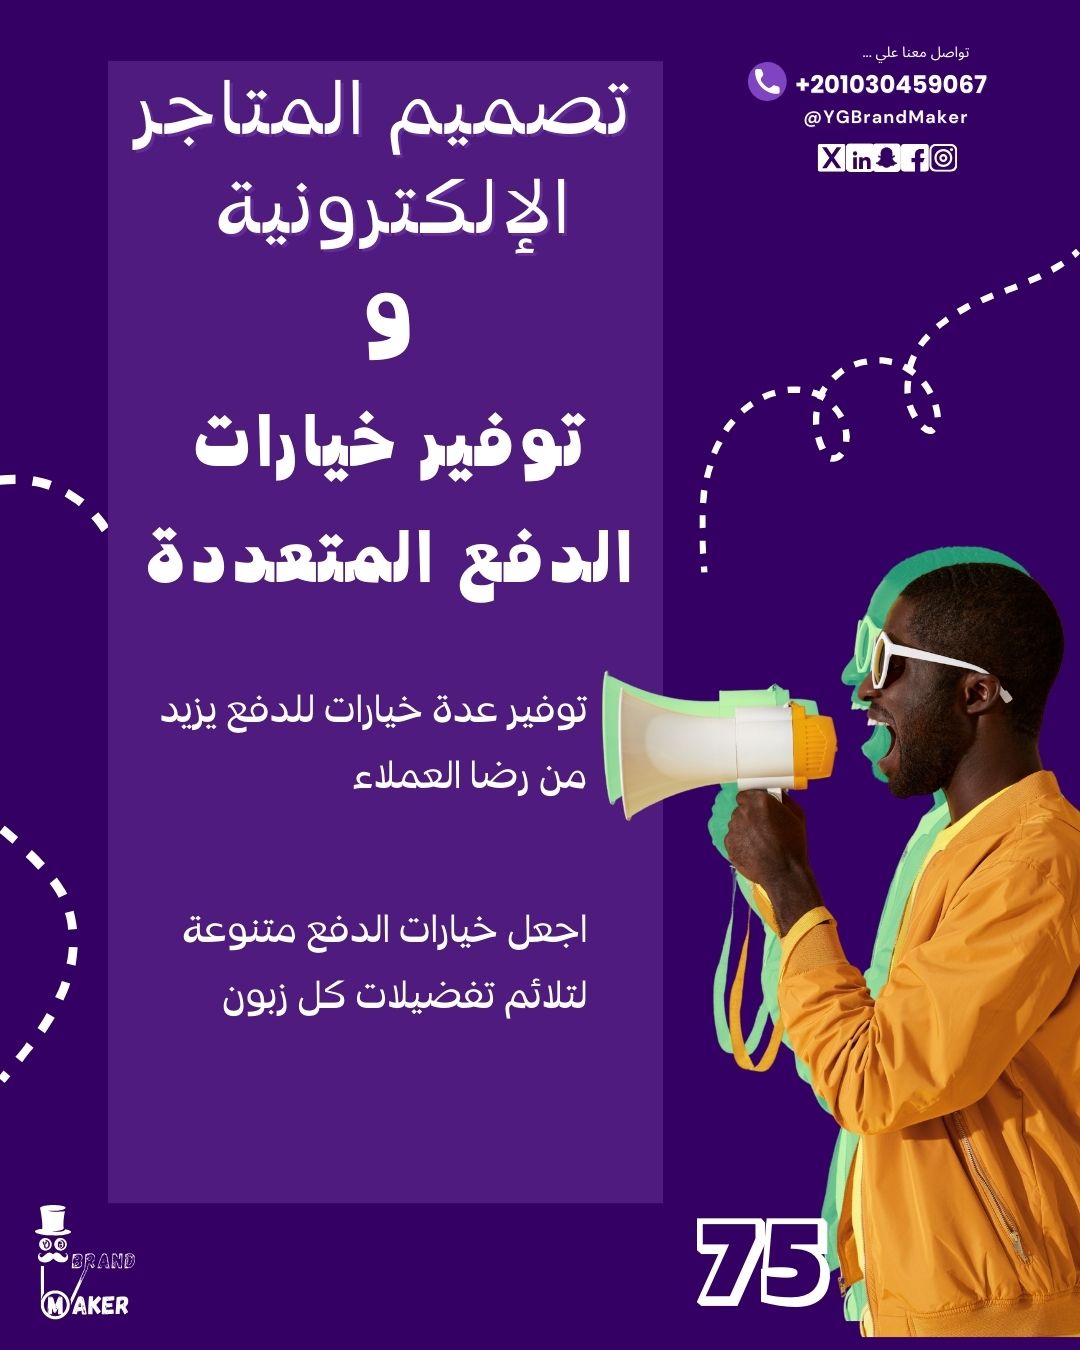 تواصل معنا علي ...
+201030459067
@YGBrandMaker
تصميم المتاجر
الإلكترونية
و
توفير خيارات
الدفع المتعددة
توفير عدة خيارات للدفع يزيد
من رضا العملاء
اجعل خيارات الدفع متنوعة
لتلائم تفضيلات كل زبون
75
BRAND
MAKER